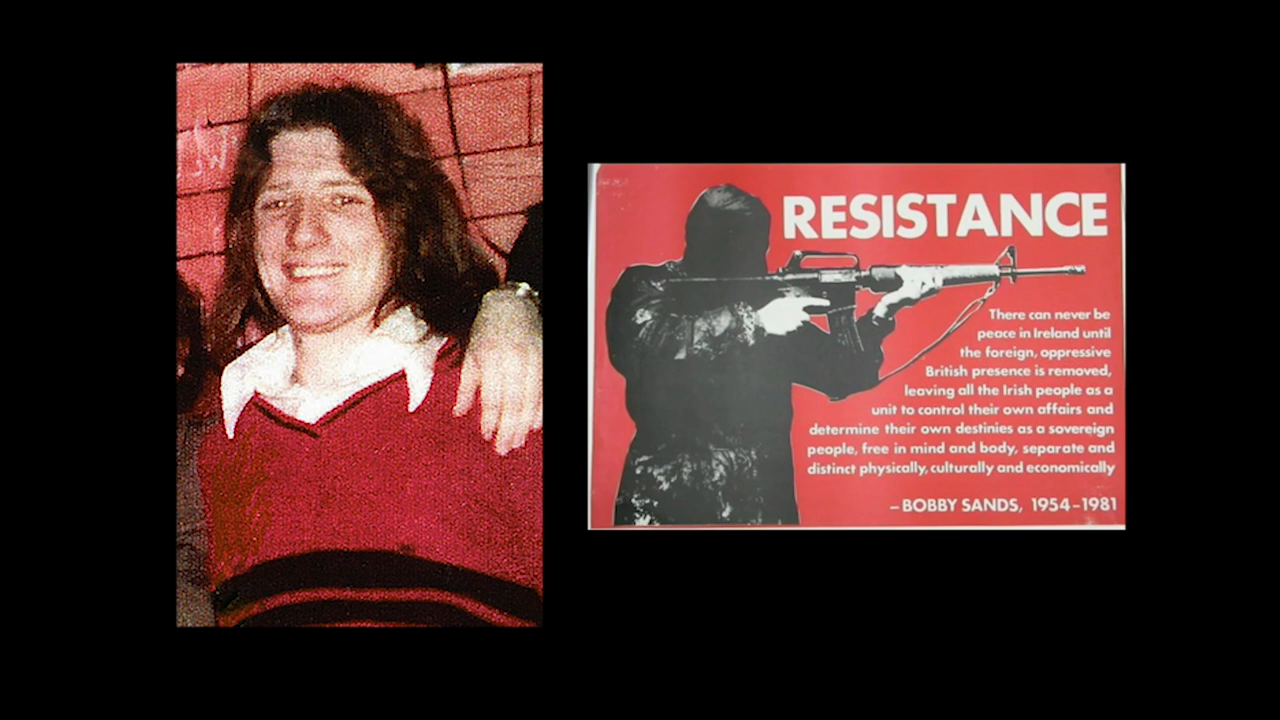 RESISTANCE
There can never be
peace in Ireland until
the foreign, oppressive
British presence is removed,
leaving all the Irish people as a
unit to control their own affairs and
determine their own destinies as a sovereign
people, free in mind and body, separate and
distinct physically, culturally and economically
–BOBBY SANDS, 1954–1981